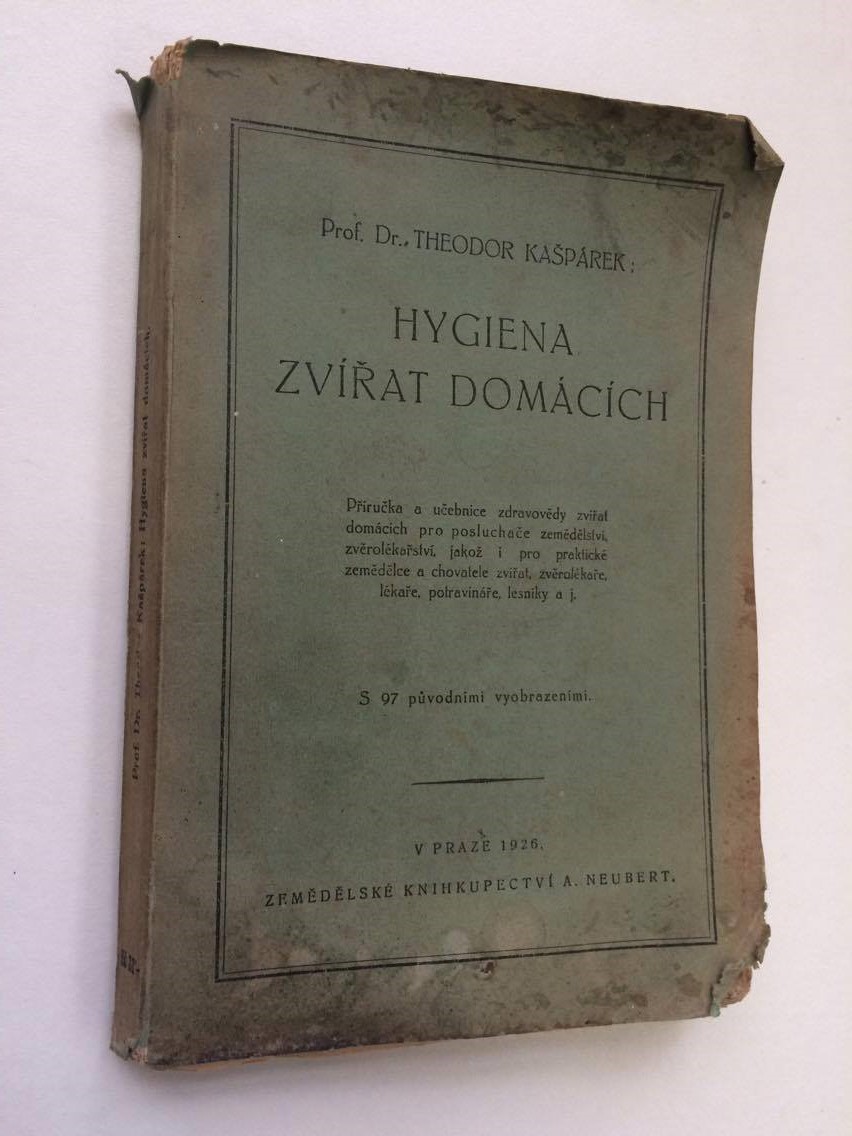 Prof. Dr. THEODOR KAŠPÁREK:
HYGIENA
ZVÍŘAT DOMÁCÍCH
Příručka a učebnice zdravovědy zvířat
domácích pro posluchače zemědělství,
zvěrolékařství, jakož i pro praktické
zemědělce a chovatele zvířat, zvěrolékaře,
lékaře, potravináře, lesníky a j.
S 97 původními vyobrazeními.
V PRAZE 1926.
ZEMĚDĚLSKÉ KNIHKUPECTVÍ A. NEUBERT.
Prof. Dr. Kašpárek: Hygiena zvířat domácích.